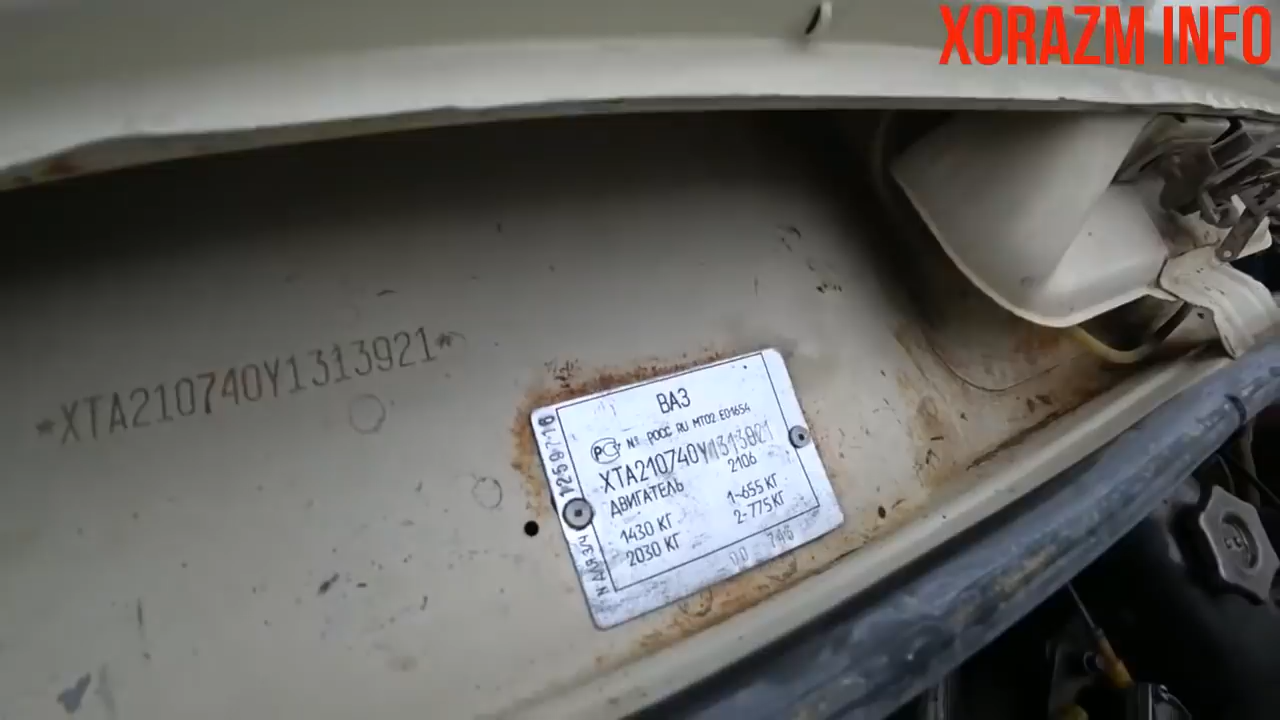 XORAZM INFO
*XTA210740Y1313921*
ВАЗ
№ РОСС RU МТ02 Е01654
XTA210740Y1313921
ДВИГАТЕЛЬ 2106
1430 КГ 1-655 КГ
2030 КГ 2-775 КГ